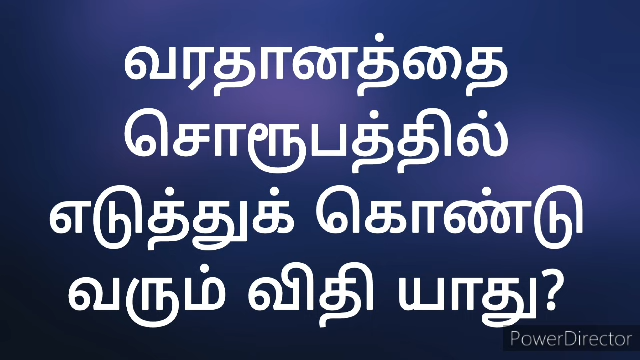 வரதானத்தை
சொரூபத்தில்
எடுத்துக் கொண்டு
வரும் விதி யாது?
PowerDirector